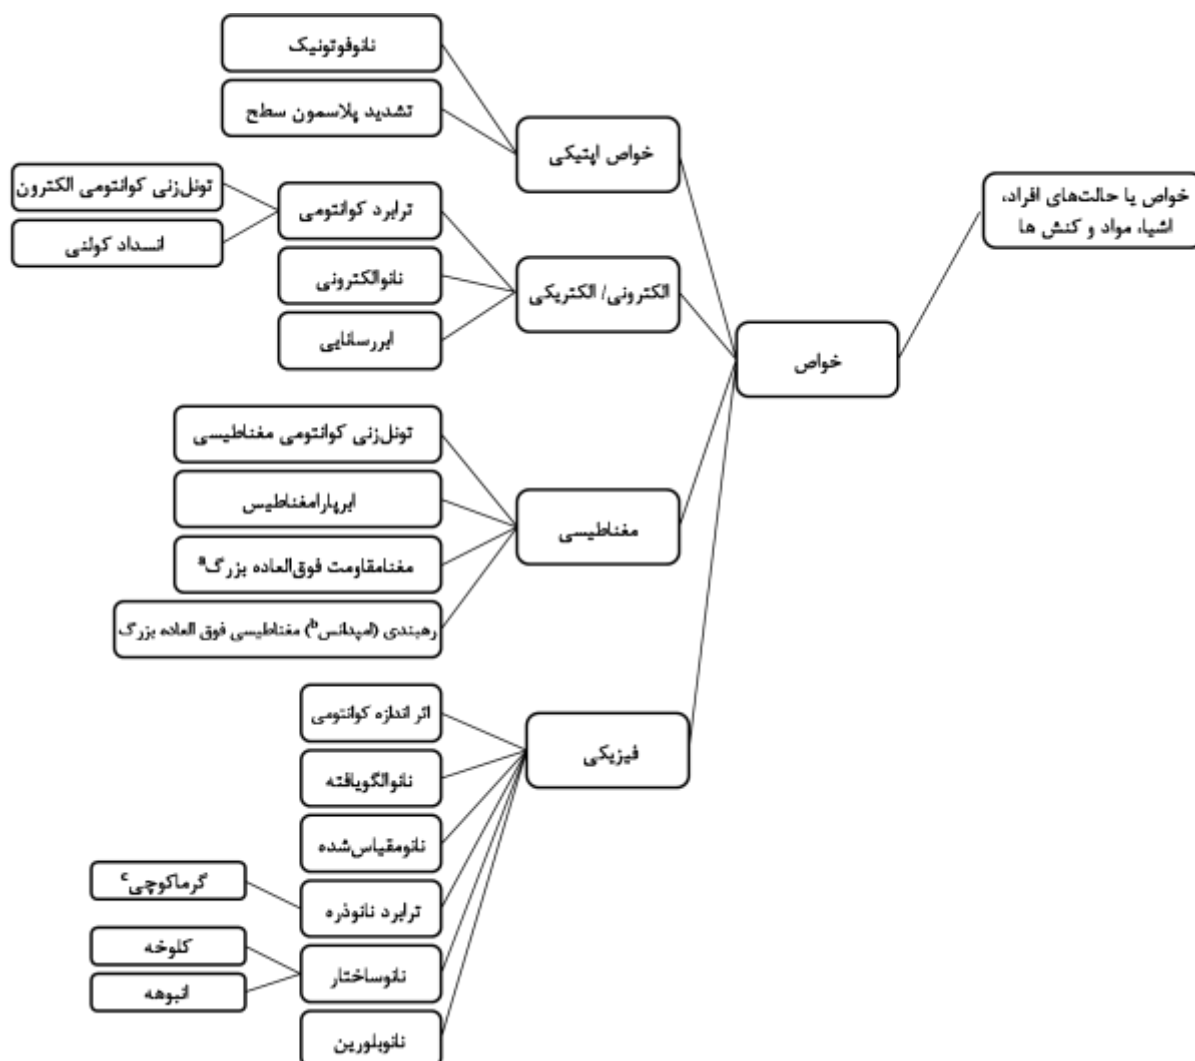 خواص یا حالت‌های افراد،
اشیا، مواد و کنش ها
خواص
خواص اپتیکی
نانوفوتونیک
تشدید پلاسمون سطح
الکترونی/ الکتریکی
ترابرد کوانتومی
تونل‌زنی کوانتومی الکترون
انسداد کولنی
نانوالکترونی
ابررسانایی
مغناطیسی
تونل‌زنی کوانتومی مغناطیسی
ابرپارامغناطیس
مغنامقاومت فوق‌العاده بزرگ a
رهبندی (امپدانس b) مغناطیسی فوق العاده بزرگ
فیزیکی
اثر اندازه کوانتومی
نانوالگویافته
نانومقیاس‌شده
ترابرد نانوذره
گرماکوچی c
نانوساختار
کلوخه
انبوهه
نانوبلورین